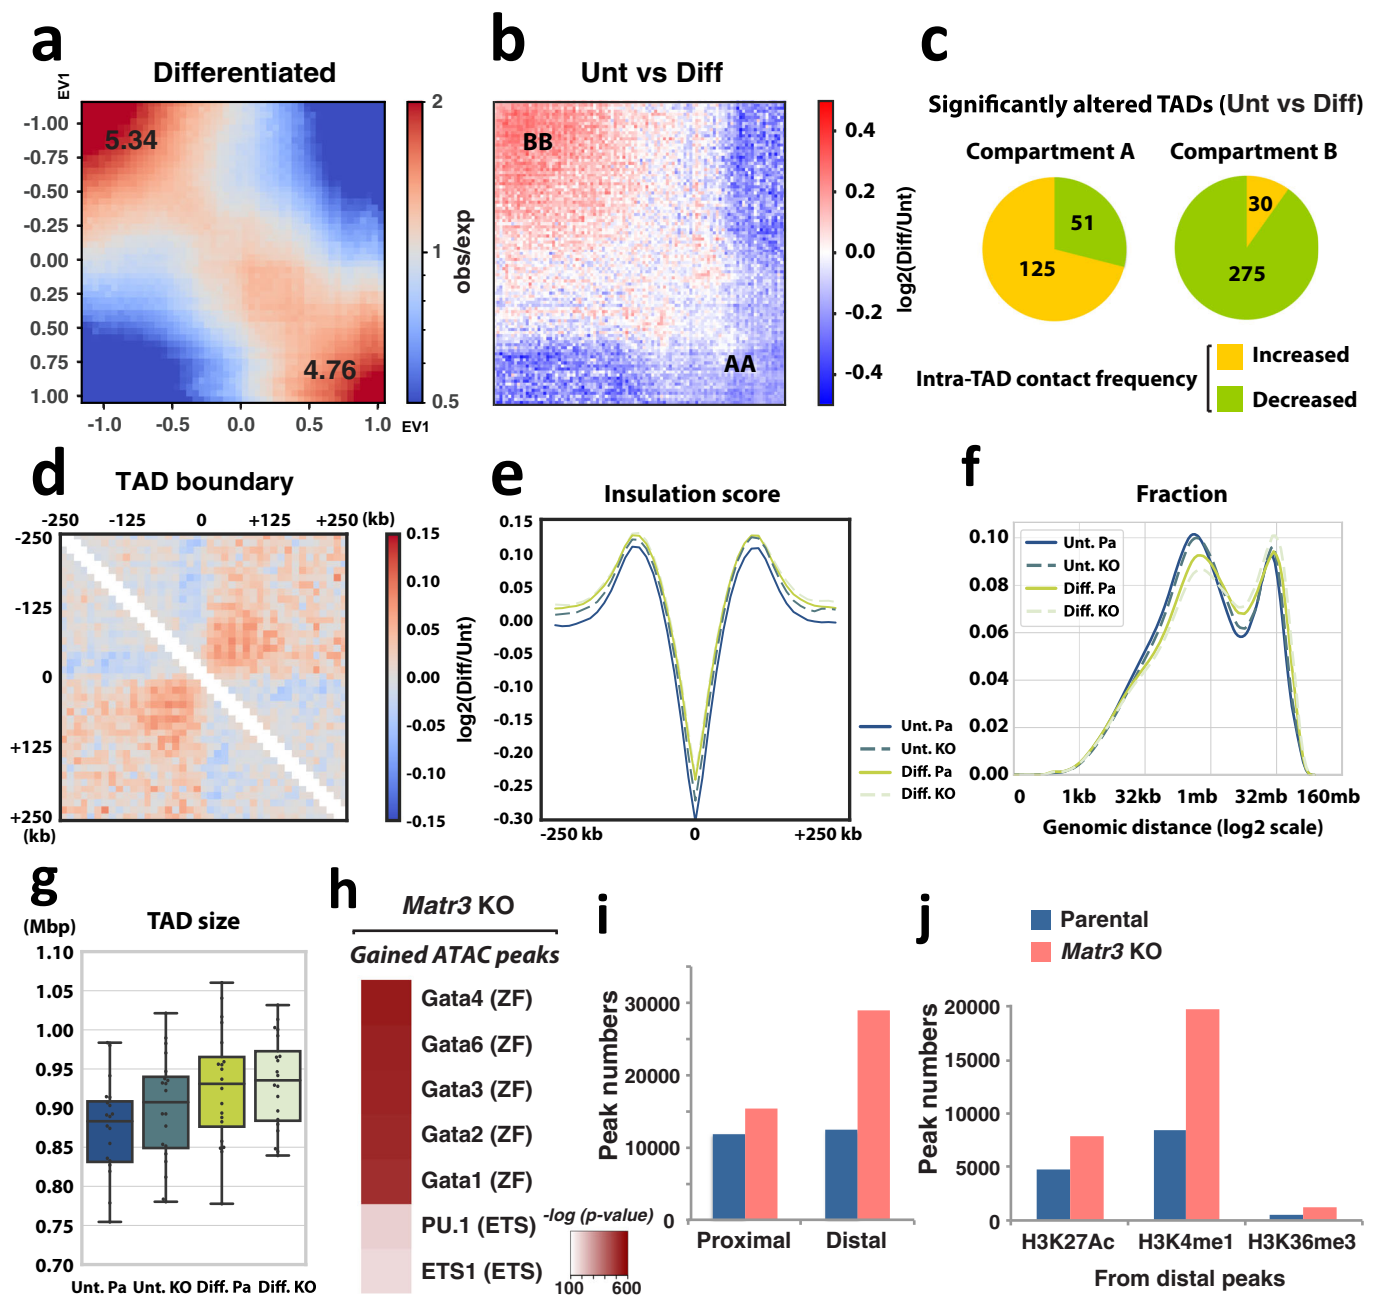 a
Differentiated
EV1
-1.00
-0.75
-0.50
-0.25
0.00
0.25
0.50
0.75
1.00
5.34
4.76
-1.0 -0.5 0.0 0.5 1.0 EV1
2
1
0.5
obs/exp
b
Unt vs Diff
BB
AA
0.4
0.2
0.0
-0.2
-0.4
log2(Diff/Unt)
c
Significantly altered TADs (Unt vs Diff)
Compartment A Compartment B
51
125
30
275
Intra-TAD contact frequency
Increased
Decreased
d
TAD boundary
-250 -125 0 +125 +250 (kb)
-250
-125
0
+125
+250
(kb)
0.15
0.10
0.05
0.00
-0.05
-0.10
-0.15
log2(Diff/Unt)
e
Insulation score
0.15
0.10
0.05
0.00
-0.05
-0.10
-0.15
-0.20
-0.25
-0.30
-250 kb 0 +250 kb
Unt. Pa
Unt. KO
Diff. Pa
Diff. KO
f
Fraction
0.10
0.08
0.06
0.04
0.02
0.00
Unt. Pa
Unt. KO
Diff. Pa
Diff. KO
0 1kb 32kb 1mb 32mb 160mb
Genomic distance (log2 scale)
g
(Mbp)
TAD size
1.10
1.05
1.00
0.95
0.90
0.85
0.80
0.75
0.70
Unt. Pa Unt. KO Diff. Pa Diff. KO
h
Matr3 KO
Gained ATAC peaks
Gata4 (ZF)
Gata6 (ZF)
Gata3 (ZF)
Gata2 (ZF)
Gata1 (ZF)
PU.1 (ETS)
ETS1 (ETS)
-log (p-value)
100 600
i
Peak numbers
30000
20000
10000
0
Proximal Distal
j
Parental
Matr3 KO
Peak numbers
20000
15000
10000
5000
0
H3K27Ac H3K4me1 H3K36me3
From distal peaks